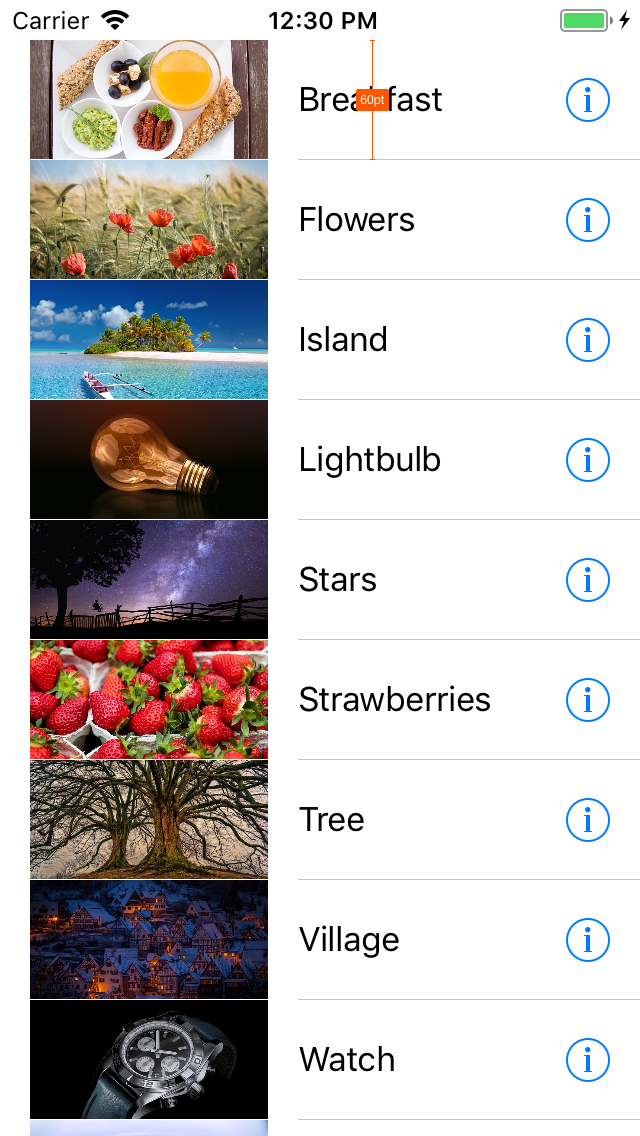 Carrier 12:30 PM
Breakfast
60pt
Flowers
Island
Lightbulb
Stars
Strawberries
Tree
Village
Watch